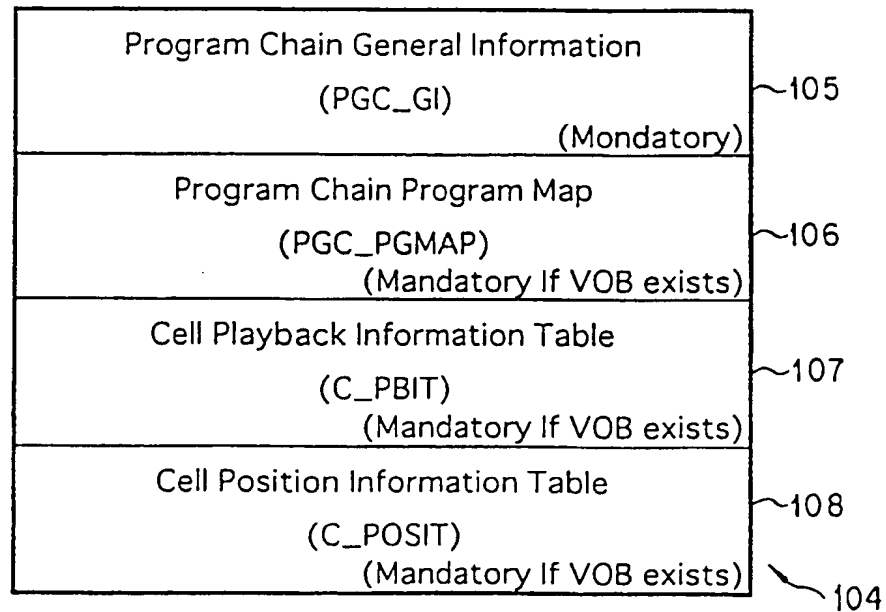 Program Chain General Information
(PGC_GI)
(Mondatory)
105
Program Chain Program Map
(PGC_PGMAP)
(Mandatory If VOB exists)
106
Cell Playback Information Table
(C_PBIT)
(Mandatory If VOB exists)
107
Cell Position Information Table
(C_POSIT)
(Mandatory If VOB exists)
108
104